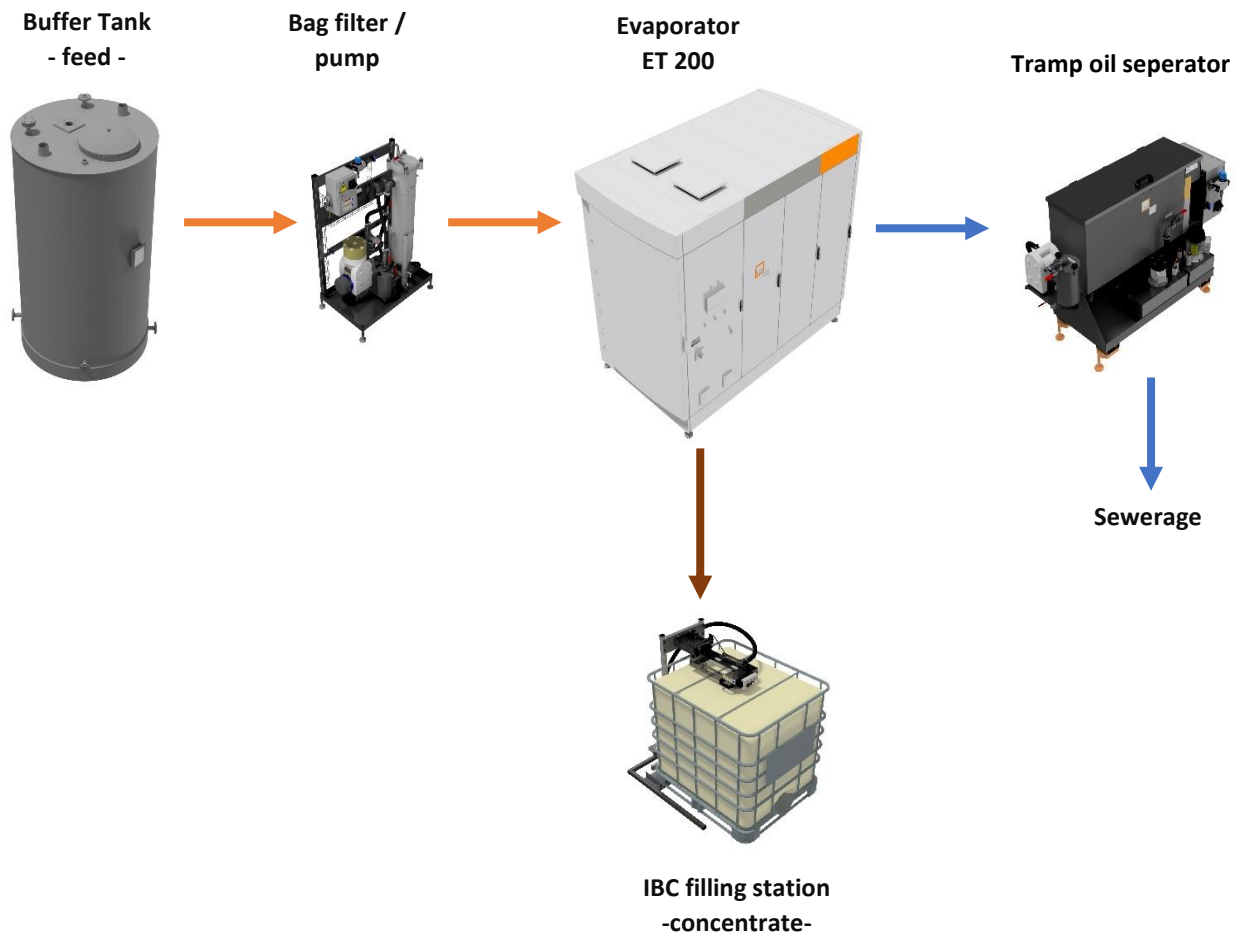 Buffer Tank
- feed -
Bag filter /
pump
Evaporator
ET 200
Tramp oil seperator
Sewerage
IBC filling station
-concentrate-